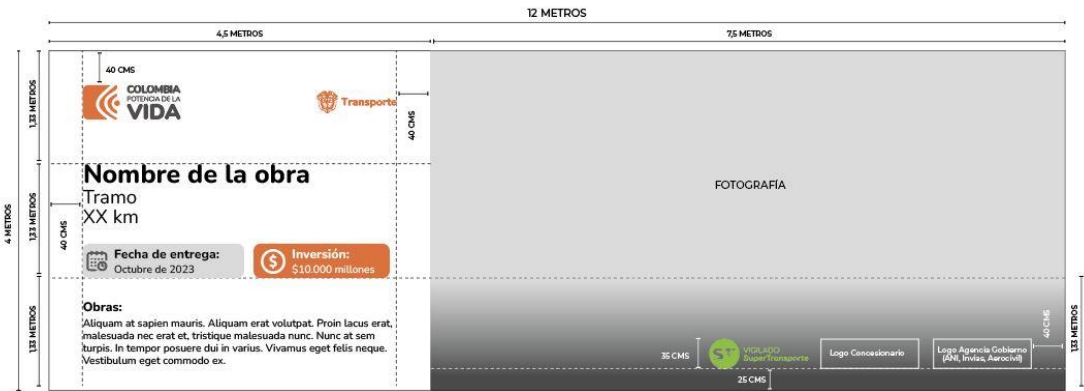 12 METROS
4,5 METROS
7,5 METROS
40 CMS
COLOMBIA
POTENCIA DE LA
VIDA
Transporte
40 CMS
1,33 METROS
4 METROS
1,33 METROS
40 CMS
Nombre de la obra
Tramo
XX km
FOTOGRAFÍA
Fecha de entrega:
Octubre de 2023
Inversión:
$10.000 millones
1,33 METROS
Obras:
Aliquam at sapien mauris. Aliquam erat volutpat. Proin lacus erat,
malesuada nec erat et, tristique malesuada nunc. Nunc at sem
turpis. In tempor posuere dui in varius. Vivamus eget felis neque.
Vestibulum eget commodo ex.
35 CMS
ST
VIGILADO
SuperTransporte
Logo Concesionario
Logo Agencia Gobierno
(ANI, Invias, Aerocivil)
40 CMS
1,33 METROS
25 CMS